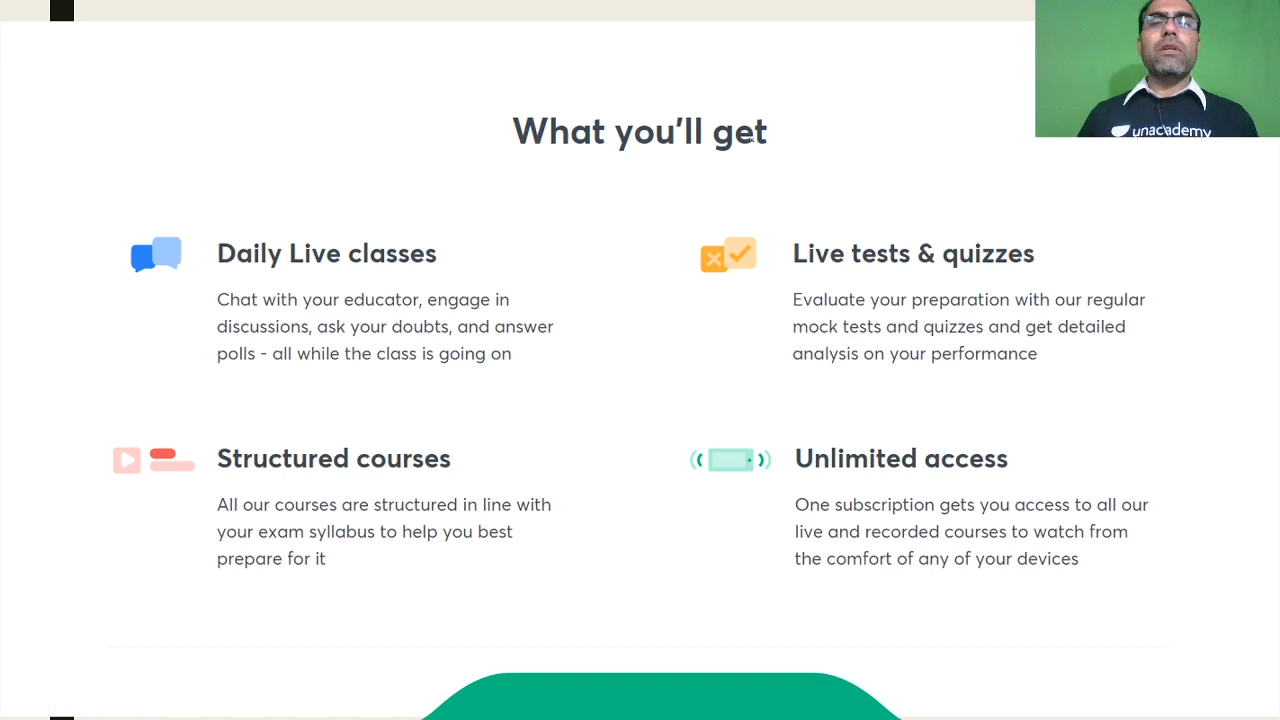 What you'll get
unacademy
Daily Live classes
Chat with your educator, engage in
discussions, ask your doubts, and answer
polls - all while the class is going on
Live tests & quizzes
Evaluate your preparation with our regular
mock tests and quizzes and get detailed
analysis on your performance
Structured courses
All our courses are structured in line with
your exam syllabus to help you best
prepare for it
Unlimited access
One subscription gets you access to all our
live and recorded courses to watch from
the comfort of any of your devices